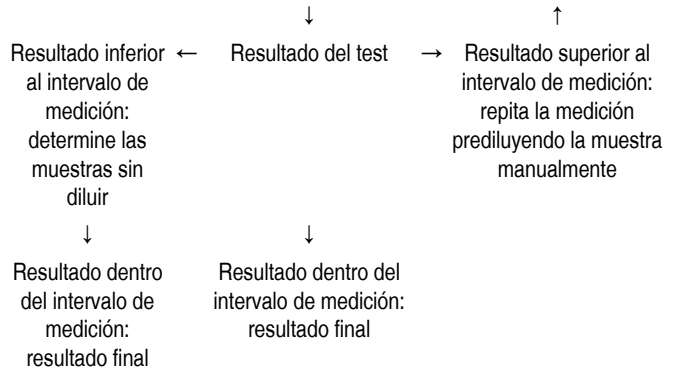 ↓ ↑
Resultado inferior ← Resultado del test → Resultado superior al
al intervalo de intervalo de medición:
medición: repita la medición
determine las prediluyendo la muestra
muestras sin manualmente
diluir
↓ ↓
Resultado dentro Resultado dentro del
del intervalo de intervalo de medición:
medición: resultado final
resultado final